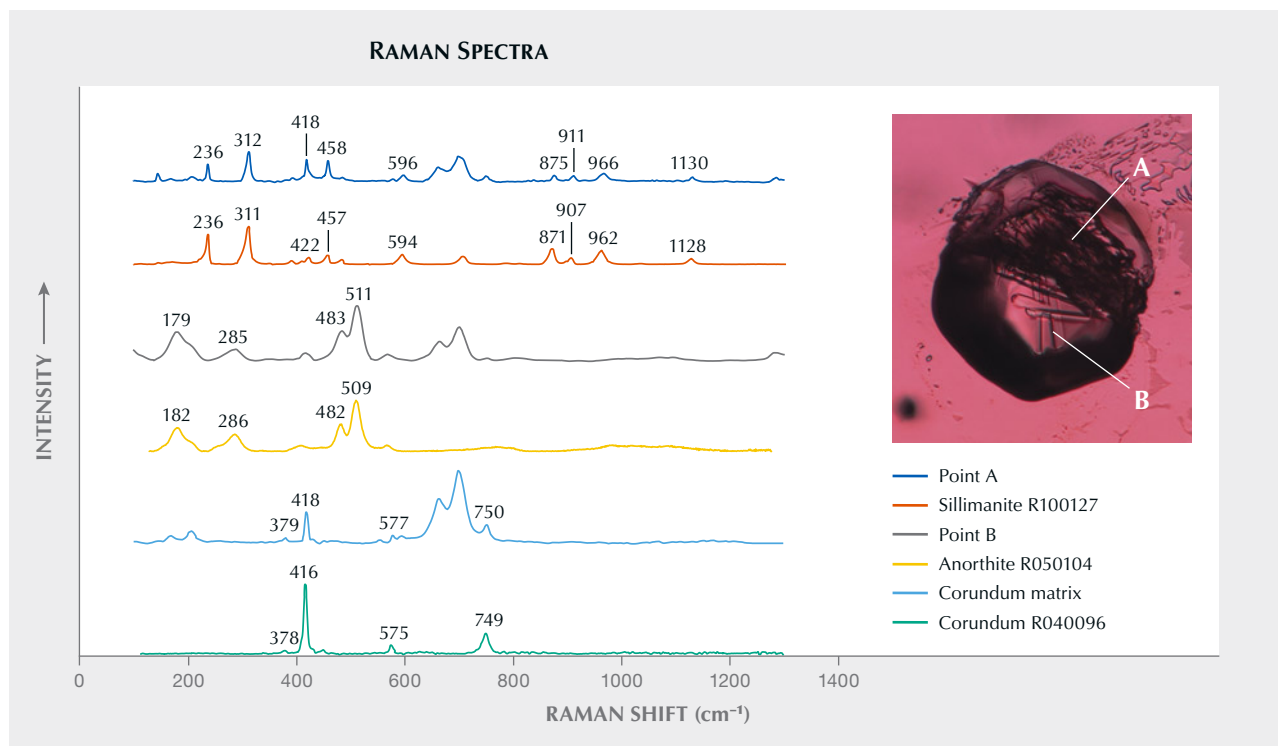 RAMAN SPECTRA
INTENSITY
236
312
418
458
596
875
911
966
1130
236
311
422
457
594
871
907
962
1128
179
285
483
511
182
286
482
509
379
418
577
750
378
416
575
749
0 200 400 600 800 1000 1200 1400
RAMAN SHIFT (cm⁻¹)
A
B
Point A
Sillimanite R100127
Point B
Anorthite R050104
Corundum matrix
Corundum R040096